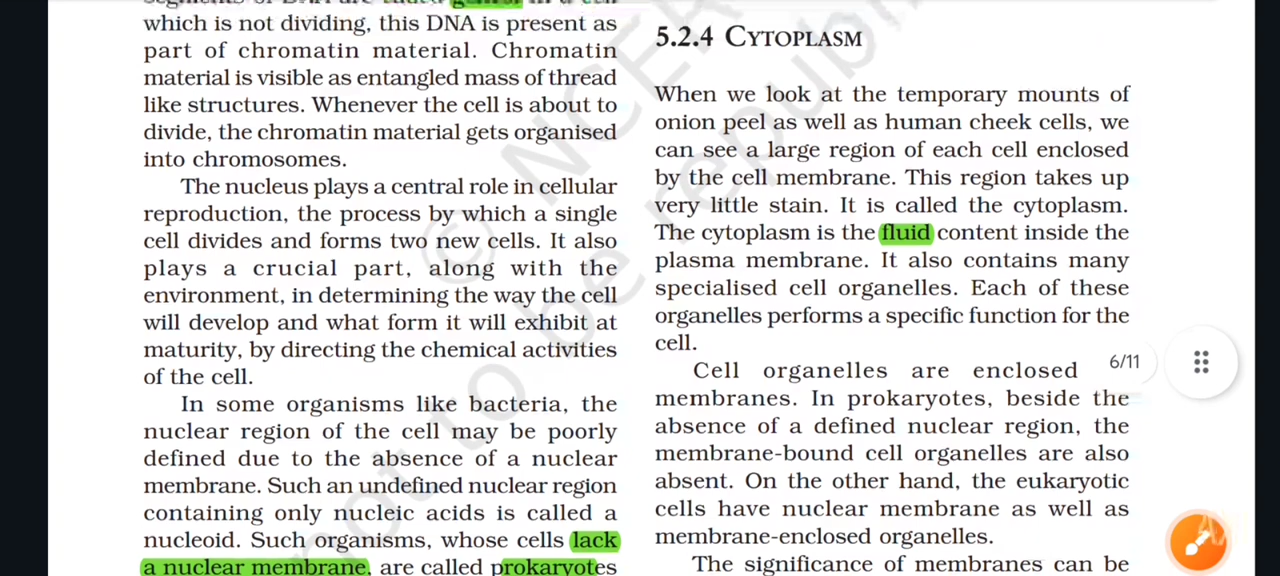 which is not dividing, this DNA is present as
part of chromatin material. Chromatin
material is visible as entangled mass of thread
like structures. Whenever the cell is about to
divide, the chromatin material gets organised
into chromosomes.
The nucleus plays a central role in cellular
reproduction, the process by which a single
cell divides and forms two new cells. It also
plays a crucial part, along with the
environment, in determining the way the cell
will develop and what form it will exhibit at
maturity, by directing the chemical activities
of the cell.
In some organisms like bacteria, the
nuclear region of the cell may be poorly
defined due to the absence of a nuclear
membrane. Such an undefined nuclear region
containing only nucleic acids is called a
nucleoid. Such organisms, whose cells lack
a nuclear membrane, are called prokaryotes
5.2.4 CYTOPLASM
When we look at the temporary mounts of
onion peel as well as human cheek cells, we
can see a large region of each cell enclosed
by the cell membrane. This region takes up
very little stain. It is called the cytoplasm.
The cytoplasm is the fluid content inside the
plasma membrane. It also contains many
specialised cell organelles. Each of these
organelles performs a specific function for the
cell.
Cell organelles are enclosed
membranes. In prokaryotes, beside the
absence of a defined nuclear region, the
membrane-bound cell organelles are also
absent. On the other hand, the eukaryotic
cells have nuclear membrane as well as
membrane-enclosed organelles.
The significance of membranes can be
6/11
© NCER
not to be republi